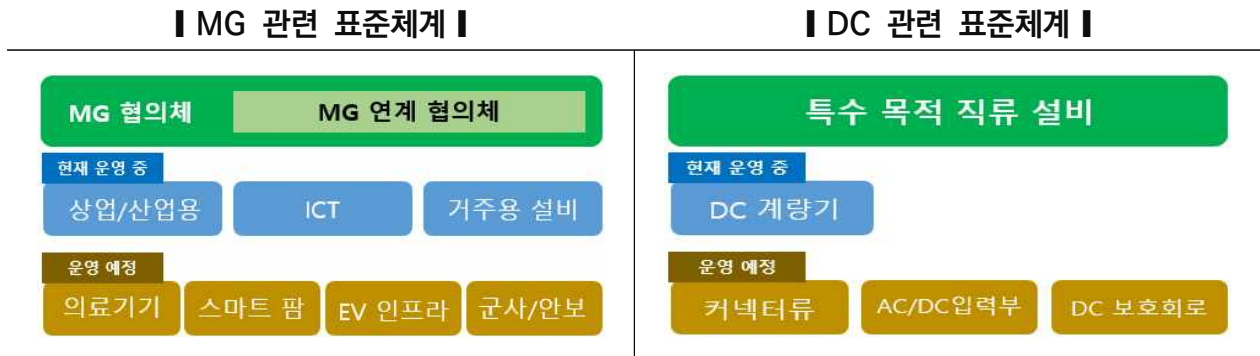 ▎MG 관련 표준체계▎
MG 협의체 MG 연계 협의체
현재 운영 중
상업/산업용 ICT 거주용 설비
운영 예정
의료기기 스마트 팜 EV 인프라 군사/안보
▎DC 관련 표준체계▎
특수 목적 직류 설비
현재 운영 중
DC 계량기
운영 예정
커넥터류 AC/DC입력부 DC 보호회로